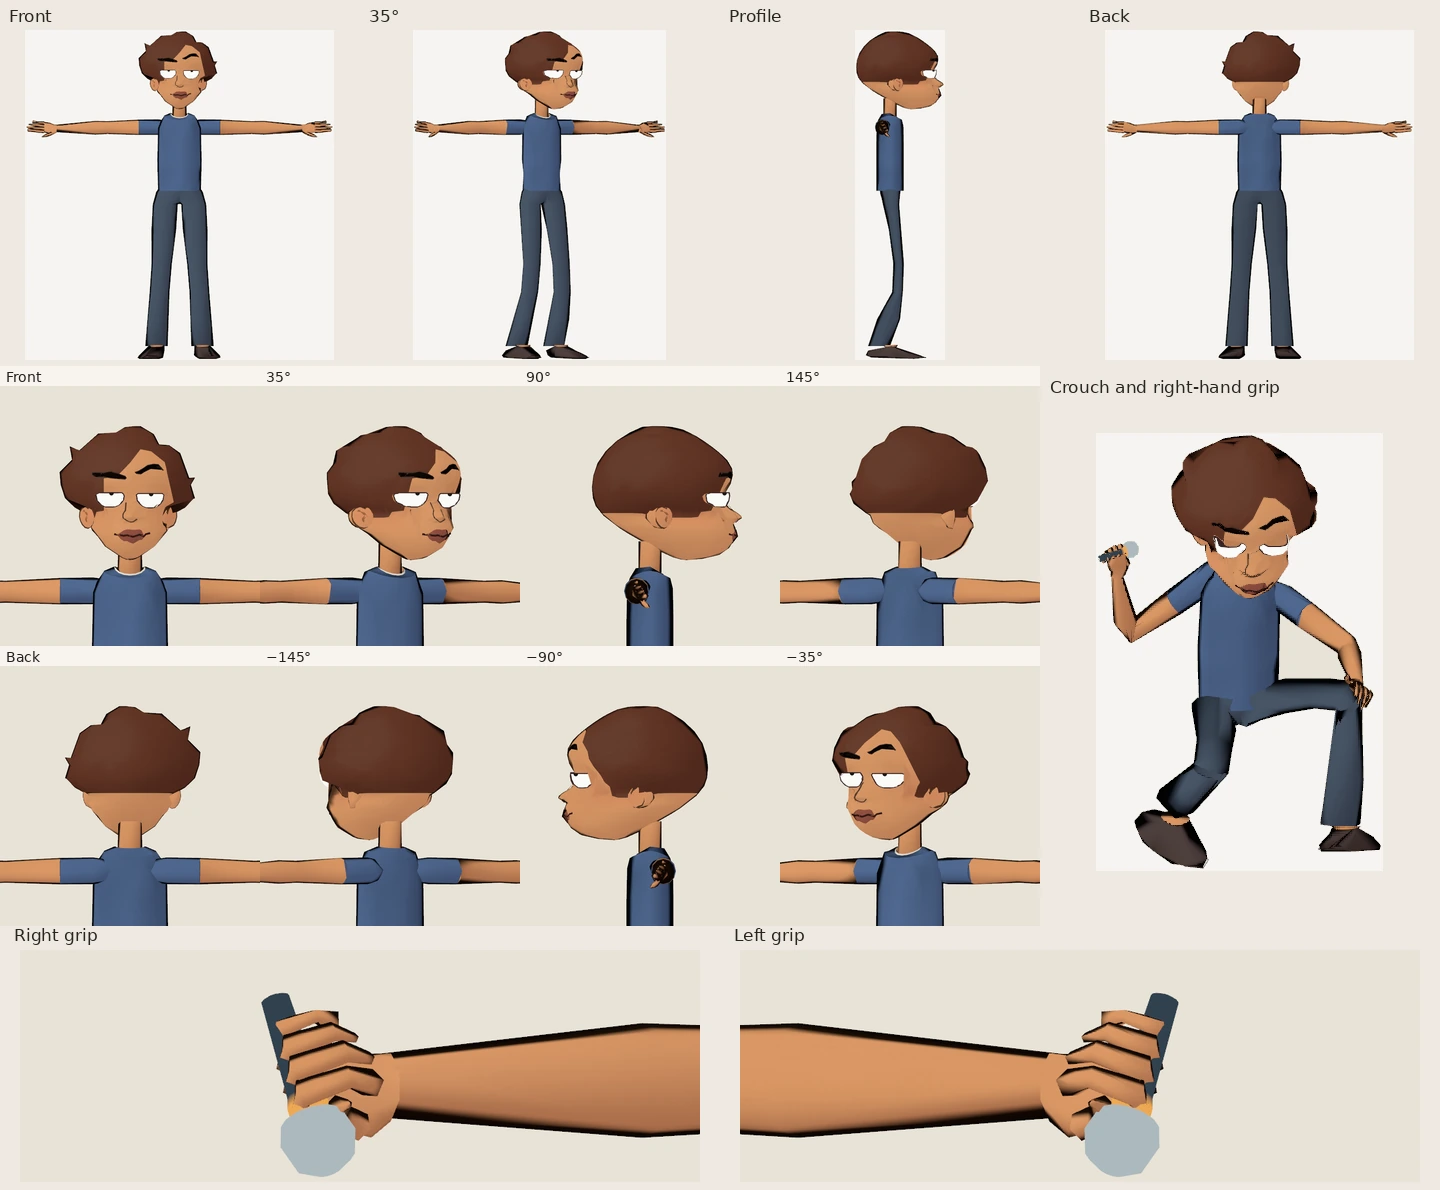 Front
35°
Profile
Back
Front
35°
90°
145°
Crouch and right-hand grip
Back
−145°
−90°
−35°
Right grip
Left grip